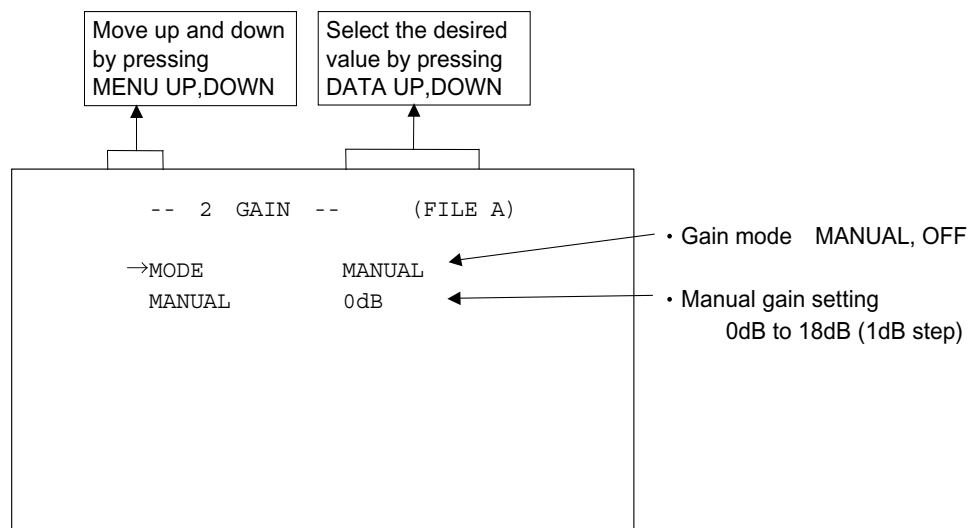 Move up and down
by pressing
MENU UP,DOWN
Select the desired
value by pressing
DATA UP,DOWN
-- 2 GAIN -- (FILE A)
→MODE MANUAL
MANUAL 0dB
・Gain mode MANUAL, OFF
・Manual gain setting
0dB to 18dB (1dB step)